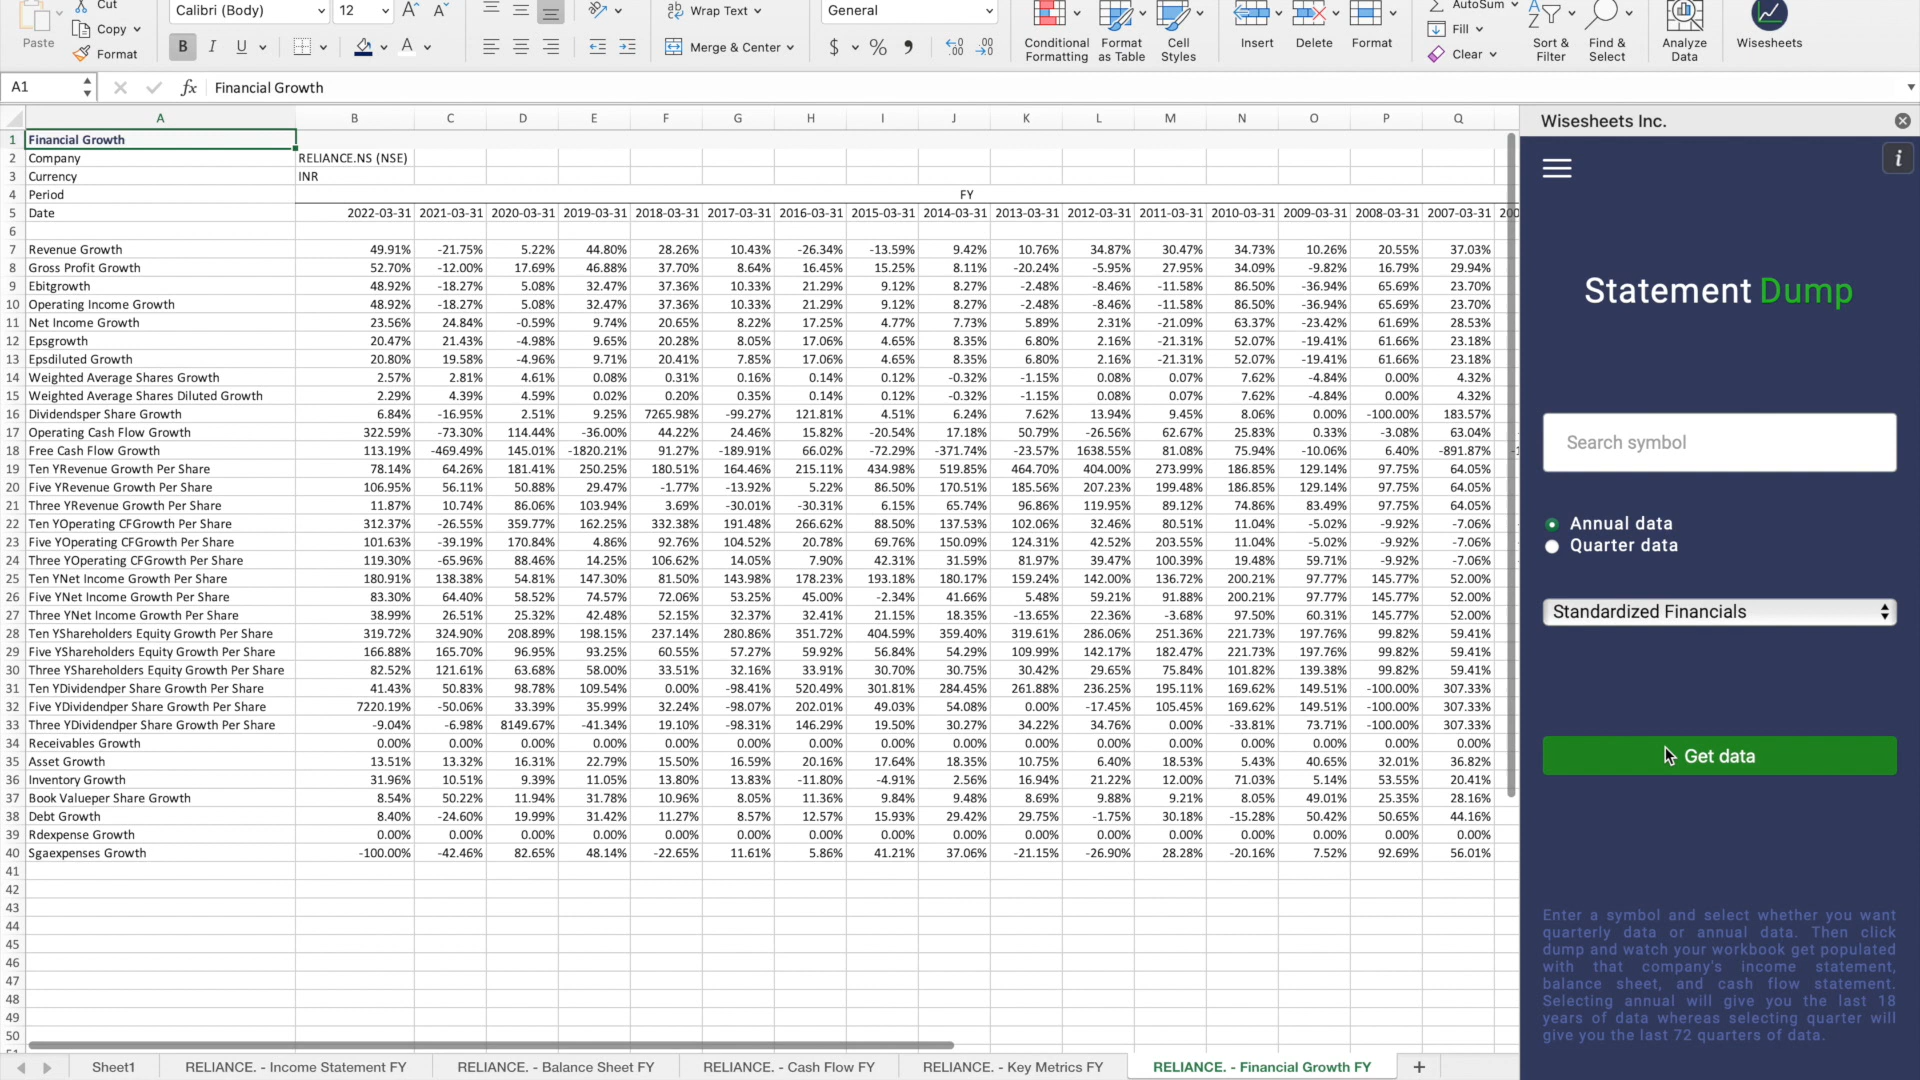 Cut
Calibri (Body) 12
Wrap Text
General
AutoSum
Paste
Copy
Format
B I U
Merge & Center
$ %
Conditional Formatting
Format as Table
Cell Styles
Insert
Delete
Format
Fill
Clear
Sort & Filter
Find & Select
Analyze Data
Wisesheets
A1 fx Financial Growth
A B C D E F G H I J K L M N O P Q
1 Financial Growth
2 Company RELIANCE.NS (NSE)
3 Currency INR
4 Period FY
5 Date 2022-03-31 2021-03-31 2020-03-31 2019-03-31 2018-03-31 2017-03-31 2016-03-31 2015-03-31 2014-03-31 2013-03-31 2012-03-31 2011-03-31 2010-03-31 2009-03-31 2008-03-31 2007-03-31 200
6
7 Revenue Growth 49.91% -21.75% 5.22% 44.80% 28.26% 10.43% -26.34% -13.59% 9.42% 10.76% 34.87% 30.47% 34.73% 10.26% 20.55% 37.03%
8 Gross Profit Growth 52.70% -12.00% 17.69% 46.88% 37.70% 8.64% 16.45% 15.25% 8.11% -20.24% -5.95% 27.95% 34.09% -9.82% 16.79% 29.94%
9 Ebitgrowth 48.92% -18.27% 5.08% 32.47% 37.36% 10.33% 21.29% 9.12% 8.27% -2.48% -8.46% -11.58% 86.50% -36.94% 65.69% 23.70%
10 Operating Income Growth 48.92% -18.27% 5.08% 32.47% 37.36% 10.33% 21.29% 9.12% 8.27% -2.48% -8.46% -11.58% 86.50% -36.94% 65.69% 23.70%
11 Net Income Growth 23.56% 24.84% -0.59% 9.74% 20.65% 8.22% 17.25% 4.77% 7.73% 5.89% 2.31% -21.09% 63.37% -23.42% 61.69% 28.53%
12 Epsgrowth 20.47% 21.43% -4.98% 9.65% 20.28% 8.05% 17.06% 4.65% 8.35% 6.80% 2.16% -21.31% 52.07% -19.41% 61.66% 23.18%
13 Epsdiluted Growth 20.80% 19.58% -4.96% 9.71% 20.41% 7.85% 17.06% 4.65% 8.35% 6.80% 2.16% -21.31% 52.07% -19.41% 61.66% 23.18%
14 Weighted Average Shares Growth 2.57% 2.81% 4.61% 0.08% 0.31% 0.16% 0.14% 0.12% -0.32% -1.15% 0.08% 0.07% 7.62% -4.84% 0.00% 4.32%
15 Weighted Average Shares Diluted Growth 2.29% 4.39% 4.59% 0.02% 0.20% 0.35% 0.14% 0.12% -0.32% -1.15% 0.08% 0.07% 7.62% -4.84% 0.00% 4.32%
16 Dividendsper Share Growth 6.84% -16.95% 2.51% 9.25% 7265.98% -99.27% 121.81% 4.51% 6.24% 7.62% 13.94% 9.45% 8.06% 0.00% -100.00% 183.57%
17 Operating Cash Flow Growth 322.59% -73.30% 114.44% -36.00% 44.22% 24.46% 15.82% -20.54% 17.18% 50.79% -26.56% 62.67% 25.83% 0.33% -3.08% 63.04%
18 Free Cash Flow Growth 113.19% -469.49% 145.01% -1820.21% 91.27% -189.91% 66.02% -72.29% -371.74% -23.57% 1638.55% 81.08% 75.94% -10.06% 6.40% -891.87% -1
19 Ten YRevenue Growth Per Share 78.14% 64.26% 181.41% 250.25% 180.51% 164.46% 215.11% 434.98% 519.85% 464.70% 404.00% 273.99% 186.85% 129.14% 97.75% 64.05%
20 Five YRevenue Growth Per Share 106.95% 56.11% 50.88% 29.47% -1.77% -13.92% 5.22% 86.50% 170.51% 185.56% 207.23% 199.48% 186.85% 129.14% 97.75% 64.05%
21 Three YRevenue Growth Per Share 11.87% 10.74% 86.06% 103.94% 3.69% -30.01% -30.31% 6.15% 65.74% 96.86% 119.95% 89.12% 74.86% 83.49% 97.75% 64.05%
22 Ten YOperating CFGrowth Per Share 312.37% -26.55% 359.77% 162.25% 332.38% 191.48% 266.62% 88.50% 137.53% 102.06% 32.46% 80.51% 11.04% -5.02% -9.92% -7.06%
23 Five YOperating CFGrowth Per Share 101.63% -39.19% 170.84% 4.86% 92.76% 104.52% 20.78% 69.76% 150.09% 124.31% 42.52% 203.55% 11.04% -5.02% -9.92% -7.06%
24 Three YOperating CFGrowth Per Share 119.30% -65.96% 88.46% 14.25% 106.62% 14.05% 7.90% 42.31% 31.59% 81.97% 39.47% 100.39% 19.48% 59.71% -9.92% -7.06%
25 Ten YNet Income Growth Per Share 180.91% 138.38% 54.81% 147.30% 81.50% 143.98% 178.23% 193.18% 180.17% 159.24% 142.00% 136.72% 200.21% 97.77% 145.77% 52.00%
26 Five YNet Income Growth Per Share 83.30% 64.40% 58.52% 74.57% 72.06% 53.25% 45.00% -2.34% 41.66% 5.48% 59.21% 91.88% 200.21% 97.77% 145.77% 52.00%
27 Three YNet Income Growth Per Share 38.99% 26.51% 25.32% 42.48% 52.15% 32.37% 32.41% 21.15% 18.35% -13.65% 22.36% -3.68% 97.50% 60.31% 145.77% 52.00%
28 Ten YShareholders Equity Growth Per Share 319.72% 324.90% 208.89% 198.15% 237.14% 280.86% 351.72% 404.59% 359.40% 319.61% 286.06% 251.36% 221.73% 197.76% 99.82% 59.41%
29 Five YShareholders Equity Growth Per Share 166.88% 165.70% 96.95% 93.25% 60.55% 57.27% 59.92% 56.84% 54.29% 109.99% 142.17% 182.47% 221.73% 197.76% 99.82% 59.41%
30 Three YShareholders Equity Growth Per Share 82.52% 121.61% 63.68% 58.00% 33.51% 32.16% 33.91% 30.70% 30.75% 30.42% 29.65% 75.84% 101.82% 139.38% 99.82% 59.41%
31 Ten YDividendper Share Growth Per Share 41.43% 50.83% 98.78% 109.54% 0.00% -98.41% 520.49% 301.81% 284.45% 261.88% 236.25% 195.11% 169.62% 149.51% -100.00% 307.33%
32 Five YDividendper Share Growth Per Share 7220.19% -50.06% 33.39% 35.99% 32.24% -98.07% 202.01% 49.03% 54.08% 0.00% -17.45% 105.45% 169.62% 149.51% -100.00% 307.33%
33 Three YDividendper Share Growth Per Share -9.04% -6.98% 8149.67% -41.34% 19.10% -98.31% 146.29% 19.50% 30.27% 34.22% 34.76% 0.00% -33.81% 73.71% -100.00% 307.33%
34 Receivables Growth 0.00% 0.00% 0.00% 0.00% 0.00% 0.00% 0.00% 0.00% 0.00% 0.00% 0.00% 0.00% 0.00% 0.00% 0.00% 0.00%
35 Asset Growth 13.51% 13.32% 16.31% 22.79% 15.50% 16.59% 20.16% 17.64% 18.35% 10.75% 6.40% 18.53% 5.43% 40.65% 32.01% 36.82%
36 Inventory Growth 31.96% 10.51% 9.39% 11.05% 13.80% 13.83% -11.80% -4.91% 2.56% 16.94% 21.22% 12.00% 71.03% 5.14% 53.55% 20.41%
37 Book Valueper Share Growth 8.54% 50.22% 11.94% 31.78% 10.96% 8.05% 11.36% 9.84% 9.48% 8.69% 9.88% 9.21% 8.05% 49.01% 25.35% 28.16%
38 Debt Growth 8.40% -24.60% 19.99% 31.42% 11.27% 8.57% 12.57% 15.93% 29.42% 29.75% -1.75% 30.18% -15.28% 50.42% 50.65% 44.16%
39 Rdexpense Growth 0.00% 0.00% 0.00% 0.00% 0.00% 0.00% 0.00% 0.00% 0.00% 0.00% 0.00% 0.00% 0.00% 0.00% 0.00% 0.00%
40 Sgaexpenses Growth -100.00% -42.46% 82.65% 48.14% -22.65% 11.61% 5.86% 41.21% 37.06% -21.15% -26.90% 28.28% -20.16% 7.52% 92.69% 56.01%
41
42
43
44
45
46
47
48
49
50
Sheet1
RELIANCE. - Income Statement FY
RELIANCE. - Balance Sheet FY
RELIANCE. - Cash Flow FY
RELIANCE. - Key Metrics FY
RELIANCE. - Financial Growth FY
+
Wisesheets Inc.
i
Statement Dump
Search symbol
Annual data
Quarter data
Standardized Financials
Get data
Enter a symbol and select whether you want
quarterly data or annual data. Then click
dump and watch your workbook get populated
with that company's income statement,
balance sheet, and cash flow statement.
Selecting annual will give you the last 18
years of data whereas selecting quarter will
give you the last 72 quarters of data.